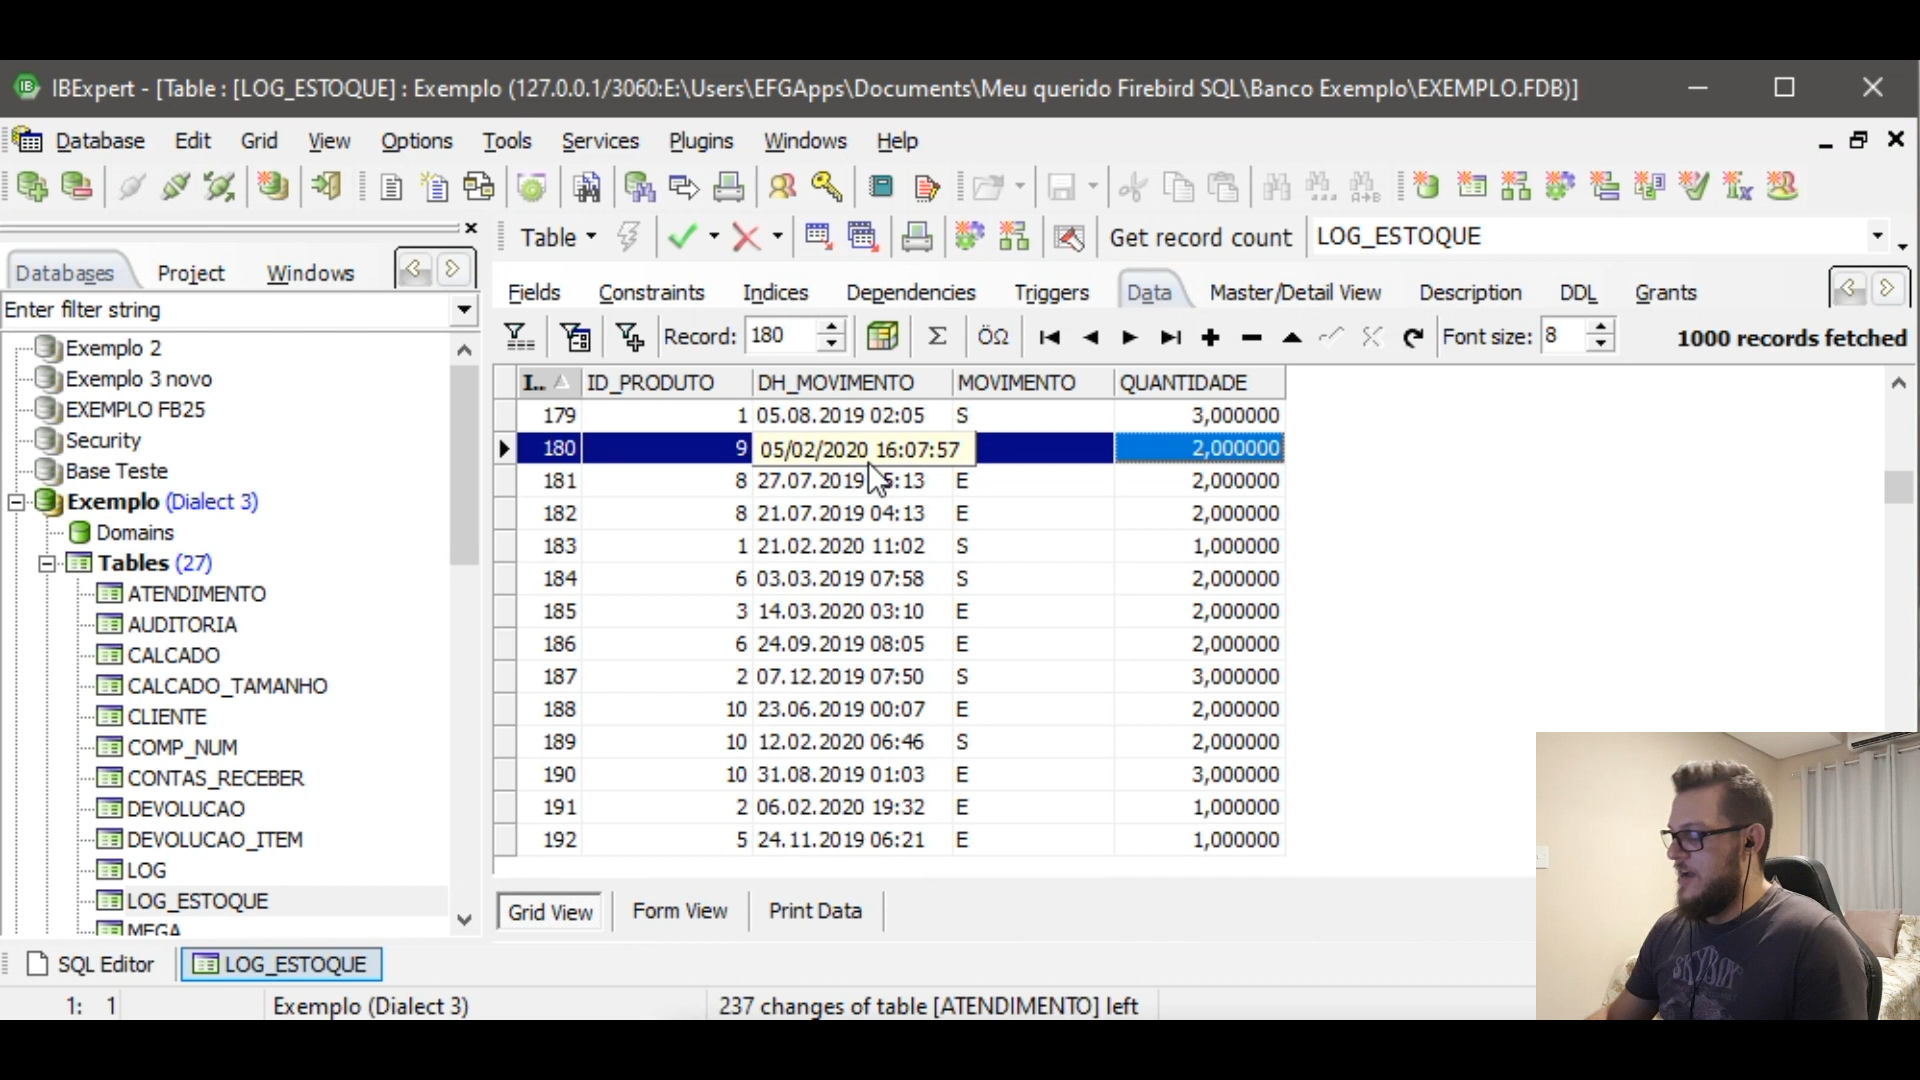 IBExpert - [Table : [LOG_ESTOQUE] : Exemplo (127.0.0.1/3060:E:\Users\EFGApps\Documents\Meu querido Firebird SQL\Banco Exemplo\EXEMPLO.FDB)]
Database Edit Grid View Options Tools Services Plugins Windows Help
Table Get record count LOG_ESTOQUE
Databases Project Windows
Fields Constraints Indices Dependencies Triggers Data Master/Detail View Description DDL Grants
Enter filter string
Record: 180 Σ ÖΩ Font size: 8 1000 records fetched
Exemplo 2
Exemplo 3 novo
EXEMPLO FB25
Security
Base Teste
Exemplo (Dialect 3)
Domains
Tables (27)
ATENDIMENTO
AUDITORIA
CALCADO
CALCADO_TAMANHO
CLIENTE
COMP_NUM
CONTAS_RECEBER
DEVOLUCAO
DEVOLUCAO_ITEM
LOG
LOG_ESTOQUE
MEGA
I... ID_PRODUTO DH_MOVIMENTO MOVIMENTO QUANTIDADE
179 1 05.08.2019 02:05 S 3,000000
180 9 05/02/2020 16:07:57 2,000000
181 8 27.07.2019 5:13 E 2,000000
182 8 21.07.2019 04:13 E 2,000000
183 1 21.02.2020 11:02 S 1,000000
184 6 03.03.2019 07:58 S 2,000000
185 3 14.03.2020 03:10 E 2,000000
186 6 24.09.2019 08:05 E 2,000000
187 2 07.12.2019 07:50 S 3,000000
188 10 23.06.2019 00:07 E 2,000000
189 10 12.02.2020 06:46 S 2,000000
190 10 31.08.2019 01:03 E 3,000000
191 2 06.02.2020 19:32 E 1,000000
192 5 24.11.2019 06:21 E 1,000000
Grid View Form View Print Data
SQL Editor LOG_ESTOQUE
1: 1 Exemplo (Dialect 3) 237 changes of table [ATENDIMENTO] left